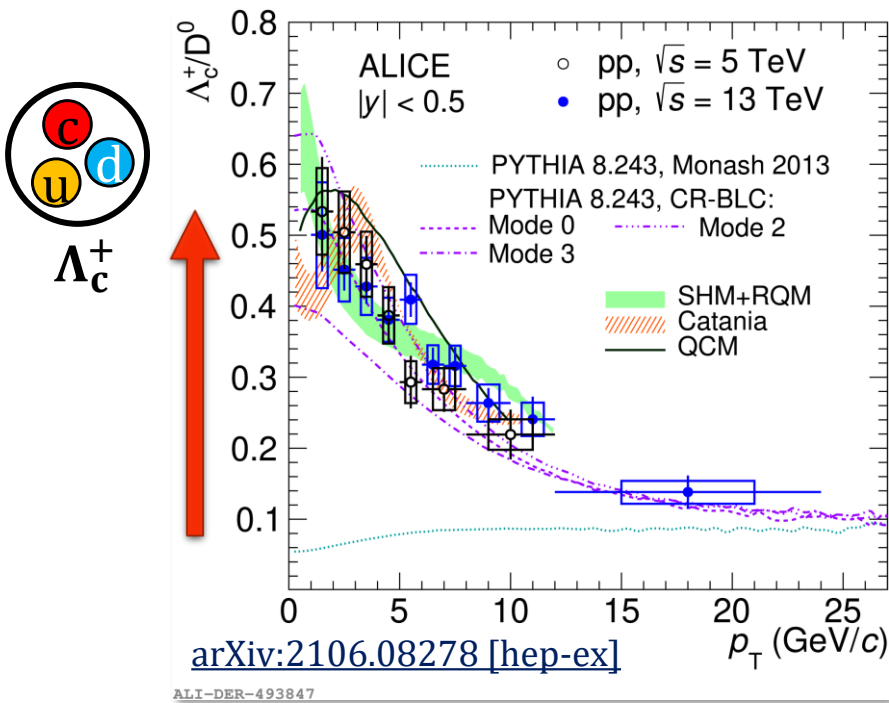 c
d
u
Λc+
Λc+/D0
0.8
0.7
0.6
0.5
0.4
0.3
0.2
0.1
ALICE
|y| < 0.5
pp, √s = 5 TeV
pp, √s = 13 TeV
PYTHIA 8.243, Monash 2013
PYTHIA 8.243, CR-BLC:
Mode 0 Mode 2
Mode 3
SHM+RQM
Catania
QCM
0 5 10 15 20 25
pT (GeV/c)
arXiv:2106.08278 [hep-ex]
ALI-DER-493847